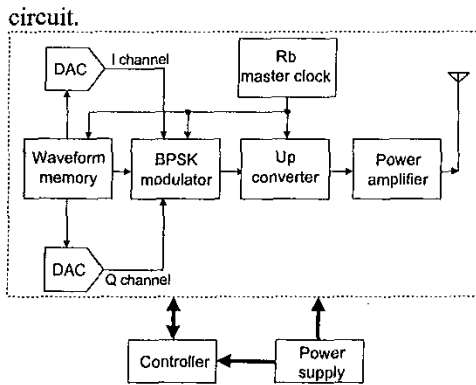 circuit.
DAC
I channel
Rb
master clock
Waveform
memory
BPSK
modulator
Up
converter
Power
amplifier
DAC
Q channel
Controller
Power
supply